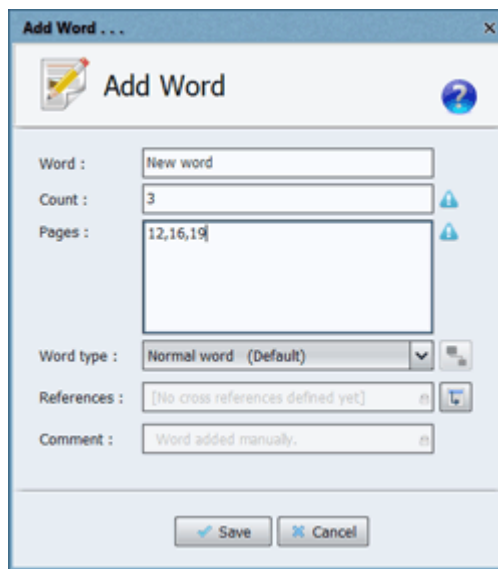 Add Word . . .
Add Word
Word : New word
Count : 3
Pages : 12,16,19
Word type : Normal word (Default)
References : [No cross references defined yet]
Comment : Word added manually.
Save Cancel